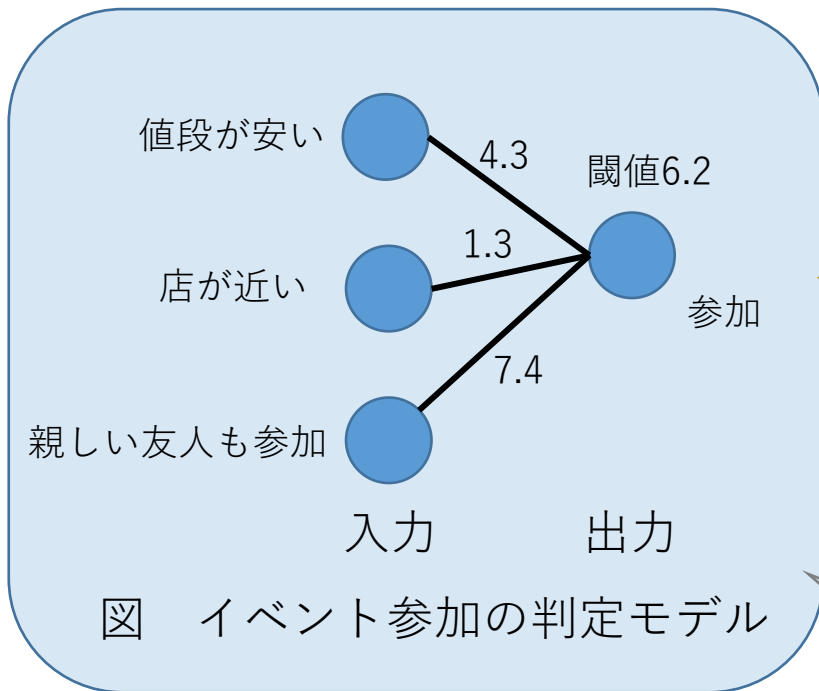 値段が安い
4.3
閾値6.2
1.3
店が近い
参加
7.4
親しい友人も参加
入力
出力
図　イベント参加の判定モデル